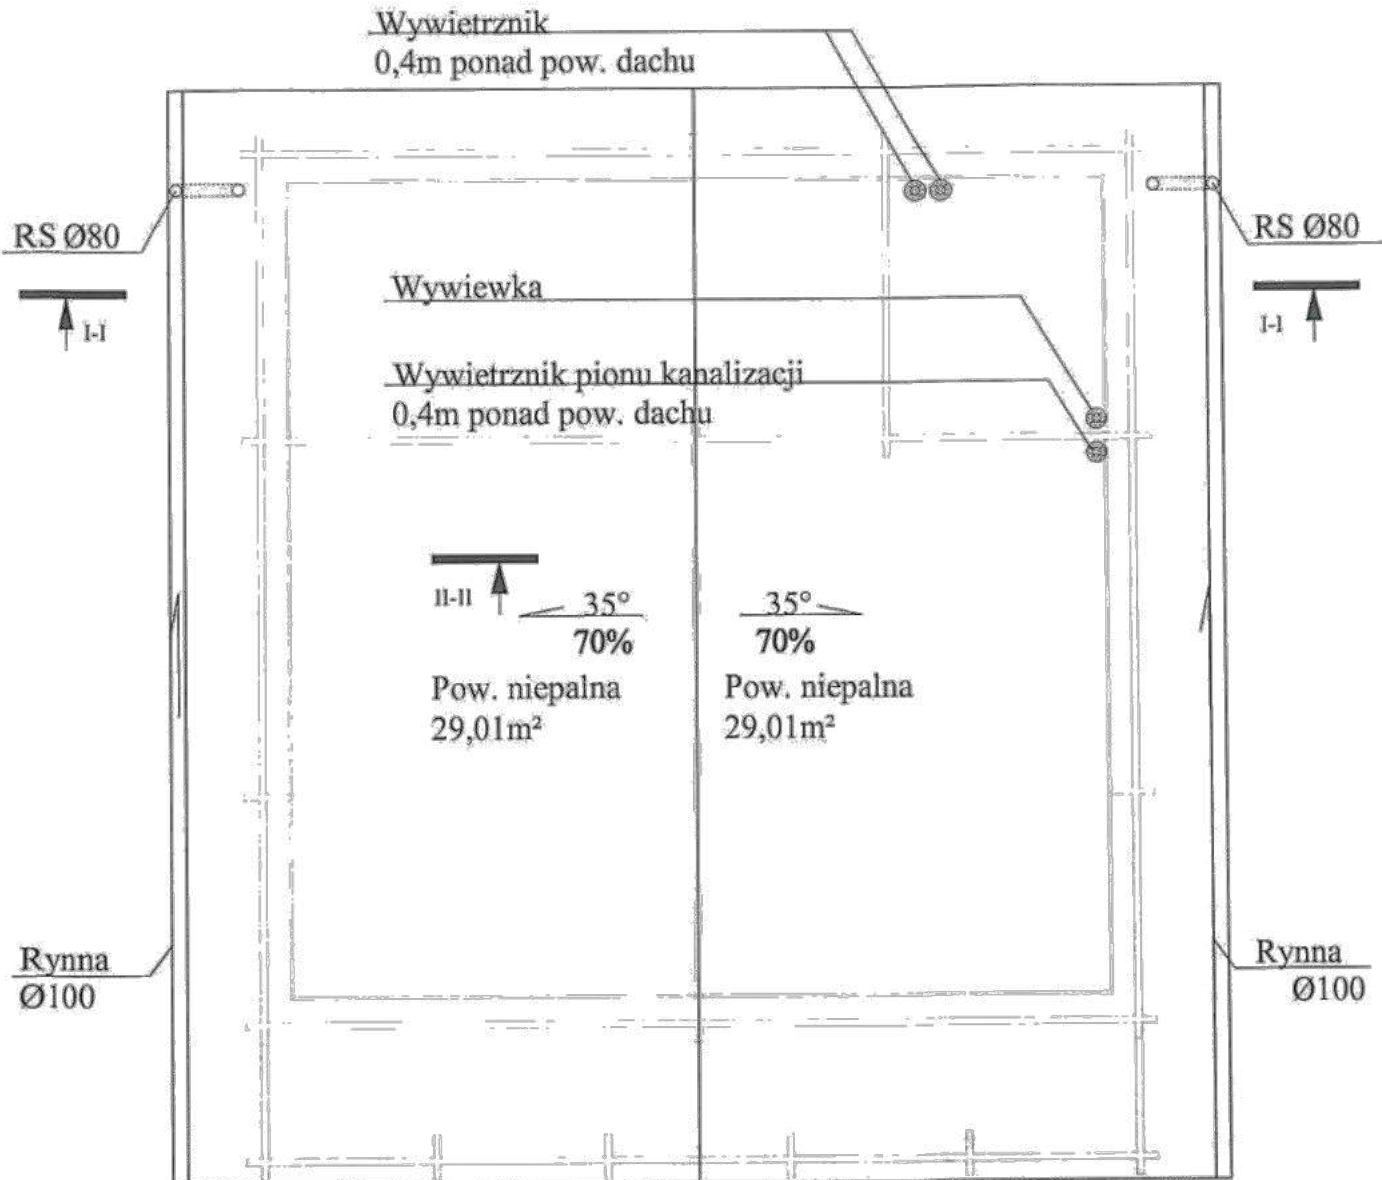 Wywietrznik
0,4m ponad pow. dachu
RS Ø80
RS Ø80
I-I
I-I
Wywiewka
Wywietrznik pionu kanalizacji
0,4m ponad pow. dachu
II-II
35°
70%
35°
70%
Pow. niepalna
29,01m²
Pow. niepalna
29,01m²
Rynna
Ø100
Rynna
Ø100